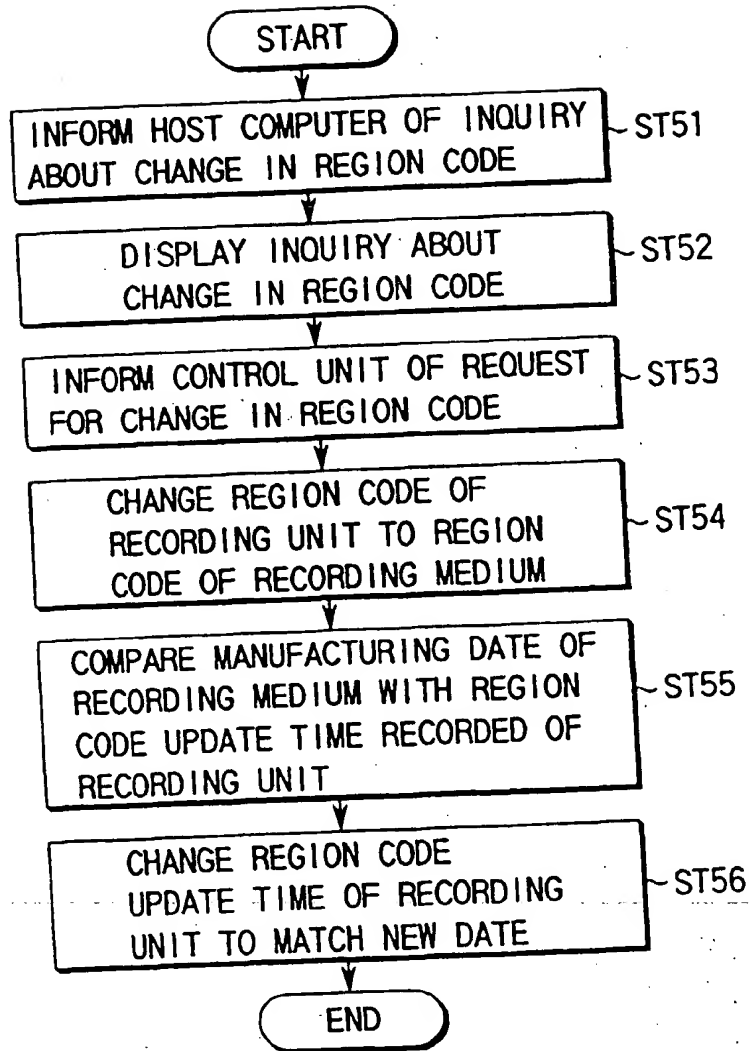 START
INFORM HOST COMPUTER OF INQUIRY ST51
ABOUT CHANGE IN REGION CODE
DISPLAY INQUIRY ABOUT ST52
CHANGE IN REGION CODE
INFORM CONTROL UNIT OF REQUEST ST53
FOR CHANGE IN REGION CODE
CHANGE REGION CODE OF
RECORDING UNIT TO REGION ST54
CODE OF RECORDING MEDIUM
COMPARE MANUFACTURING DATE OF
RECORDING MEDIUM WITH REGION ST55
CODE UPDATE TIME RECORDED OF
RECORDING UNIT
CHANGE REGION CODE
UPDATE TIME OF RECORDING ST56
UNIT TO MATCH NEW DATE
END